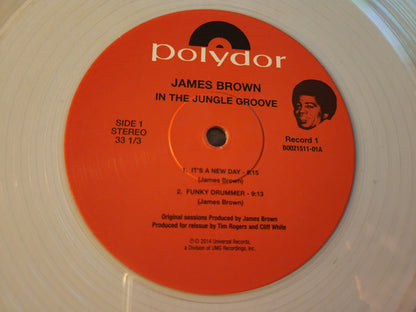 polydor
JAMES BROWN
IN THE JUNGLE GROOVE
SIDE 1
STEREO
33 1/3
Record 1
B0021511-01A
1. IT'S A NEW DAY - 6:15
(James Brown)
2. FUNKY DRUMMER - 9:13
(James Brown)
Original sessions Produced by James Brown
Produced for reissue by Tim Rogers and Cliff White
℗ © 2014 Universal Records,
a Division of UMG Recordings, Inc.